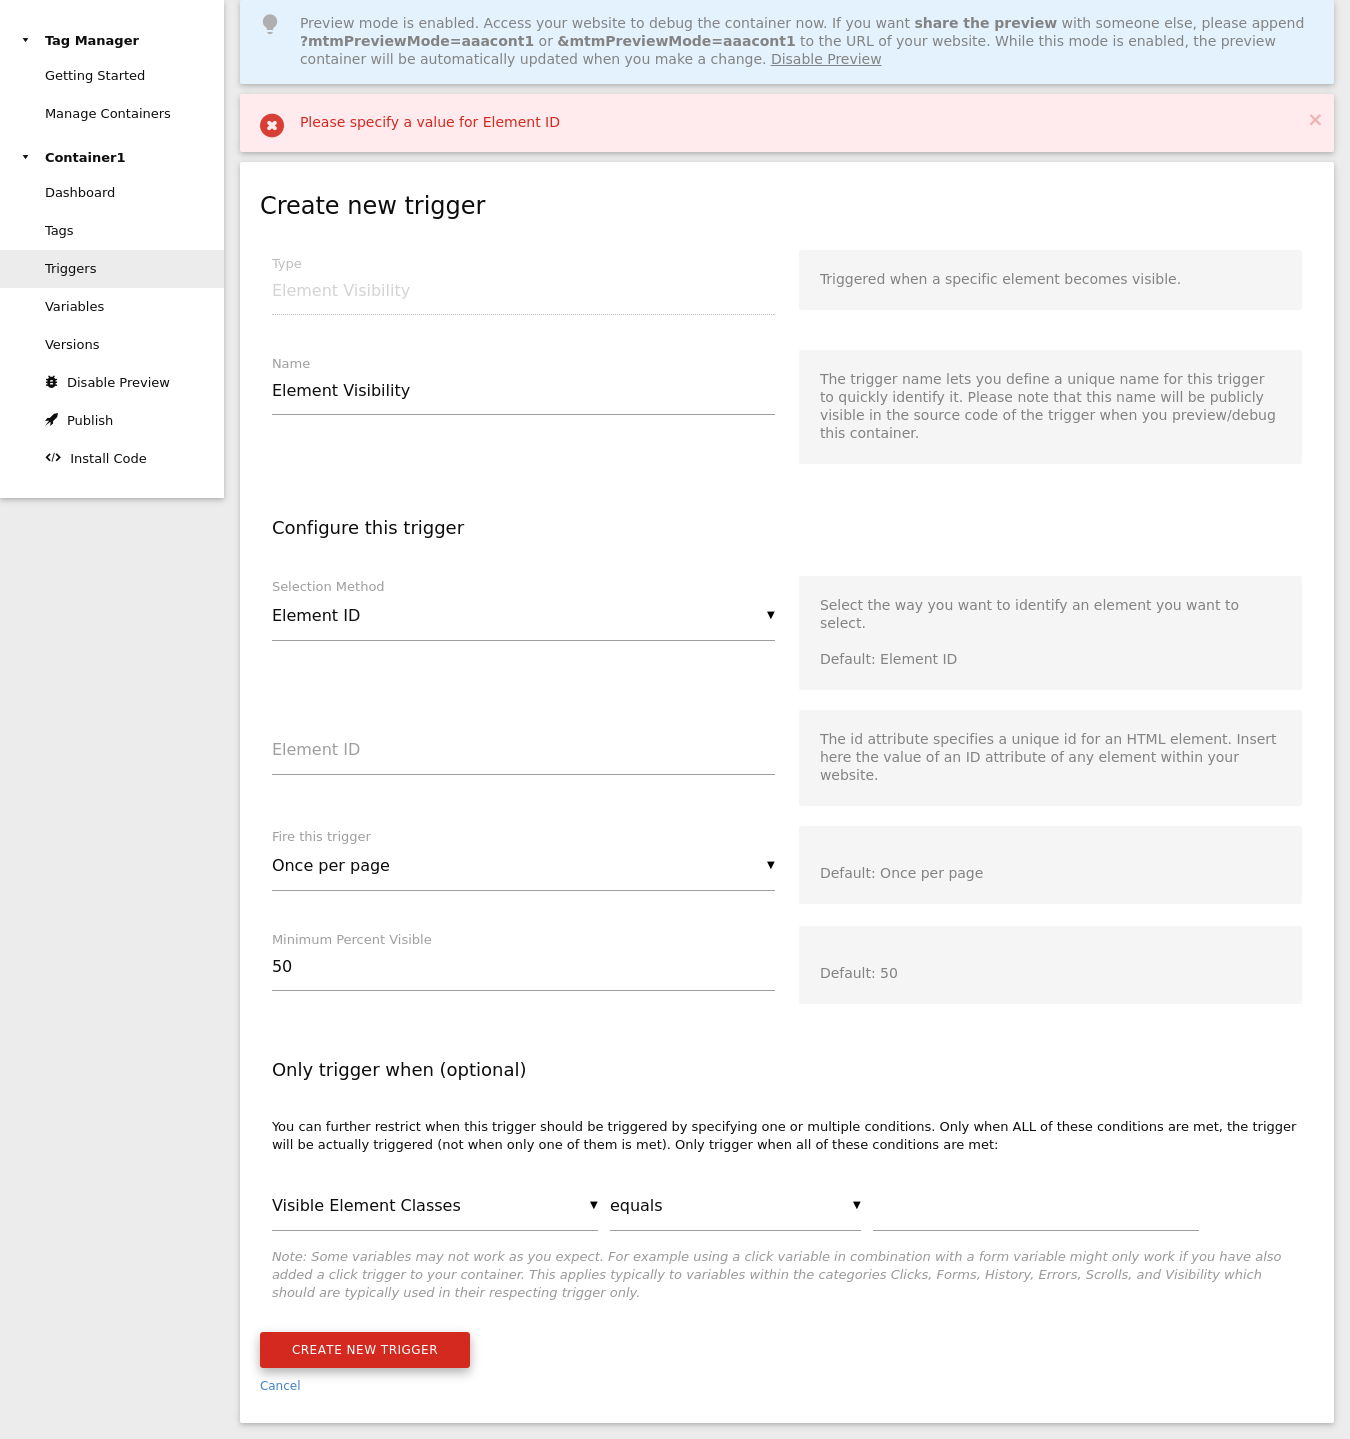 Tag Manager
Getting Started
Manage Containers
Container1
Dashboard
Tags
Triggers
Variables
Versions
Disable Preview
Publish
Install Code
Preview mode is enabled. Access your website to debug the container now. If you want share the preview with someone else, please append
?mtmPreviewMode=aaacont1 or &mtmPreviewMode=aaacont1 to the URL of your website. While this mode is enabled, the preview
container will be automatically updated when you make a change. Disable Preview
Please specify a value for Element ID
Create new trigger
Type
Element Visibility
Triggered when a specific element becomes visible.
Name
Element Visibility
The trigger name lets you define a unique name for this trigger
to quickly identify it. Please note that this name will be publicly
visible in the source code of the trigger when you preview/debug
this container.
Configure this trigger
Selection Method
Element ID
Select the way you want to identify an element you want to
select.
Default: Element ID
Element ID
The id attribute specifies a unique id for an HTML element. Insert
here the value of an ID attribute of any element within your
website.
Fire this trigger
Once per page
Default: Once per page
Minimum Percent Visible
50
Default: 50
Only trigger when (optional)
You can further restrict when this trigger should be triggered by specifying one or multiple conditions. Only when ALL of these conditions are met, the trigger
will be actually triggered (not when only one of them is met). Only trigger when all of these conditions are met:
Visible Element Classes
equals
Note: Some variables may not work as you expect. For example using a click variable in combination with a form variable might only work if you have also
added a click trigger to your container. This applies typically to variables within the categories Clicks, Forms, History, Errors, Scrolls, and Visibility which
should are typically used in their respecting trigger only.
CREATE NEW TRIGGER
Cancel